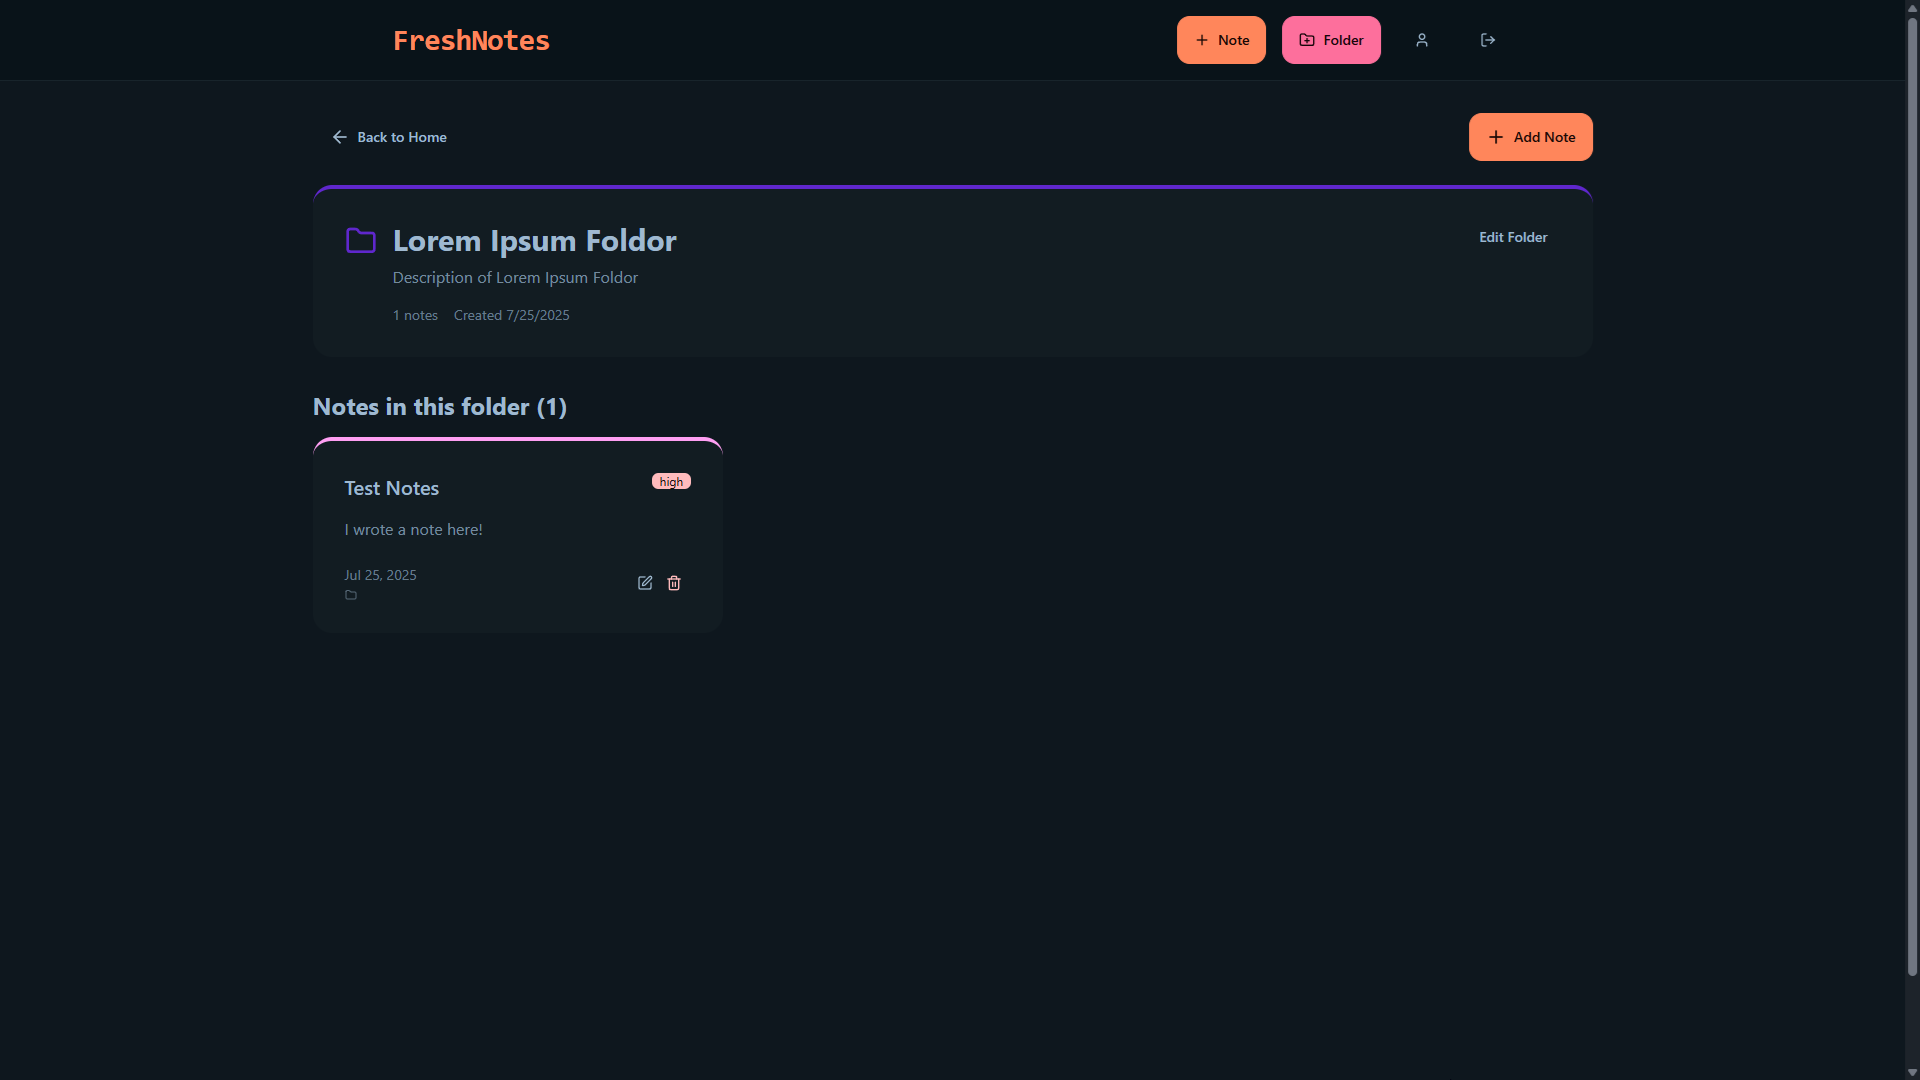 FreshNotes
Note
Folder
Back to Home
Add Note
Lorem Ipsum Foldor
Edit Folder
Description of Lorem Ipsum Foldor
1 notes Created 7/25/2025
Notes in this folder (1)
Test Notes
high
I wrote a note here!
Jul 25, 2025